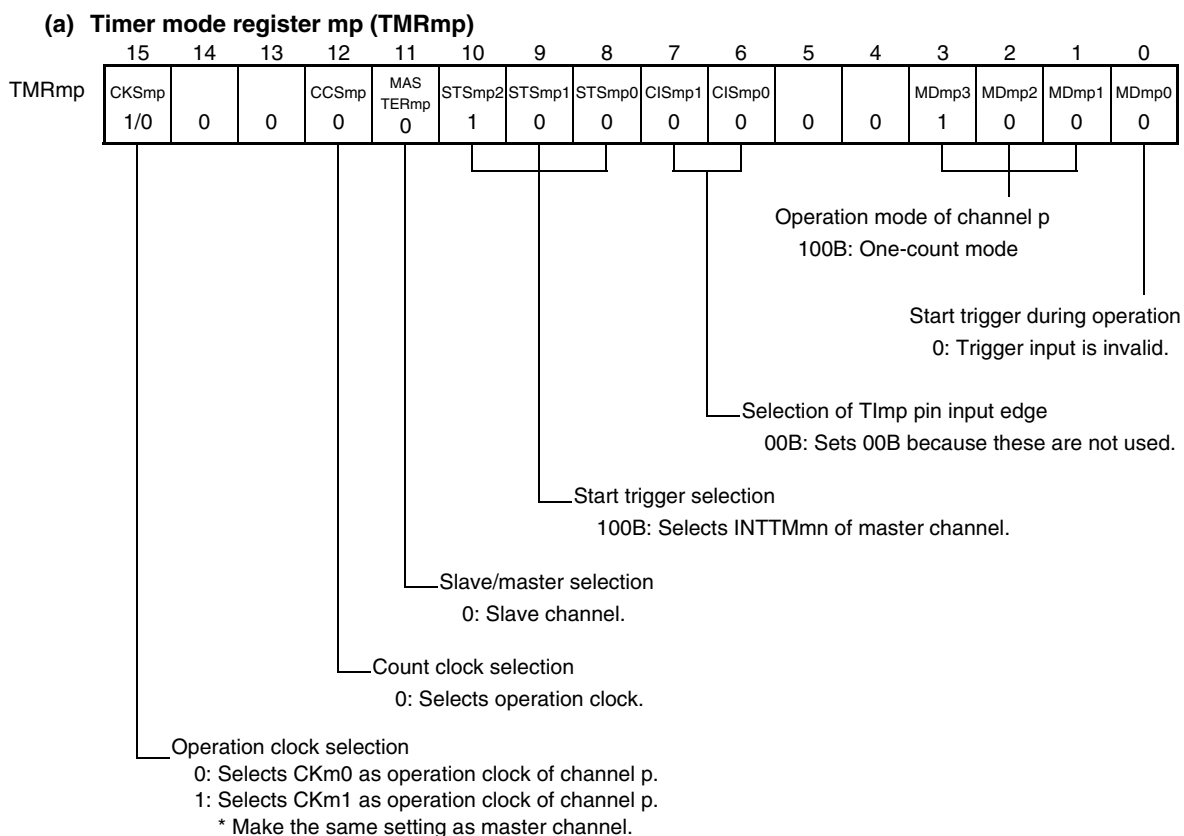 (a) Timer mode register mp (TMRmp)
15 14 13 12 11 10 9 8 7 6 5 4 3 2 1 0
TMRmp CKSmp CCSmp MAS TERmp STSmp2 STSmp1 STSmp0 CISmp1 CISmp0 MDmp3 MDmp2 MDmp1 MDmp0
1/0 0 0 0 0 1 0 0 0 0 0 0 1 0 0 0
Operation mode of channel p
100B: One-count mode
Start trigger during operation
0: Trigger input is invalid.
Selection of TImp pin input edge
00B: Sets 00B because these are not used.
Start trigger selection
100B: Selects INTTMmn of master channel.
Slave/master selection
0: Slave channel.
Count clock selection
0: Selects operation clock.
Operation clock selection
0: Selects CKm0 as operation clock of channel p.
1: Selects CKm1 as operation clock of channel p.
* Make the same setting as master channel.